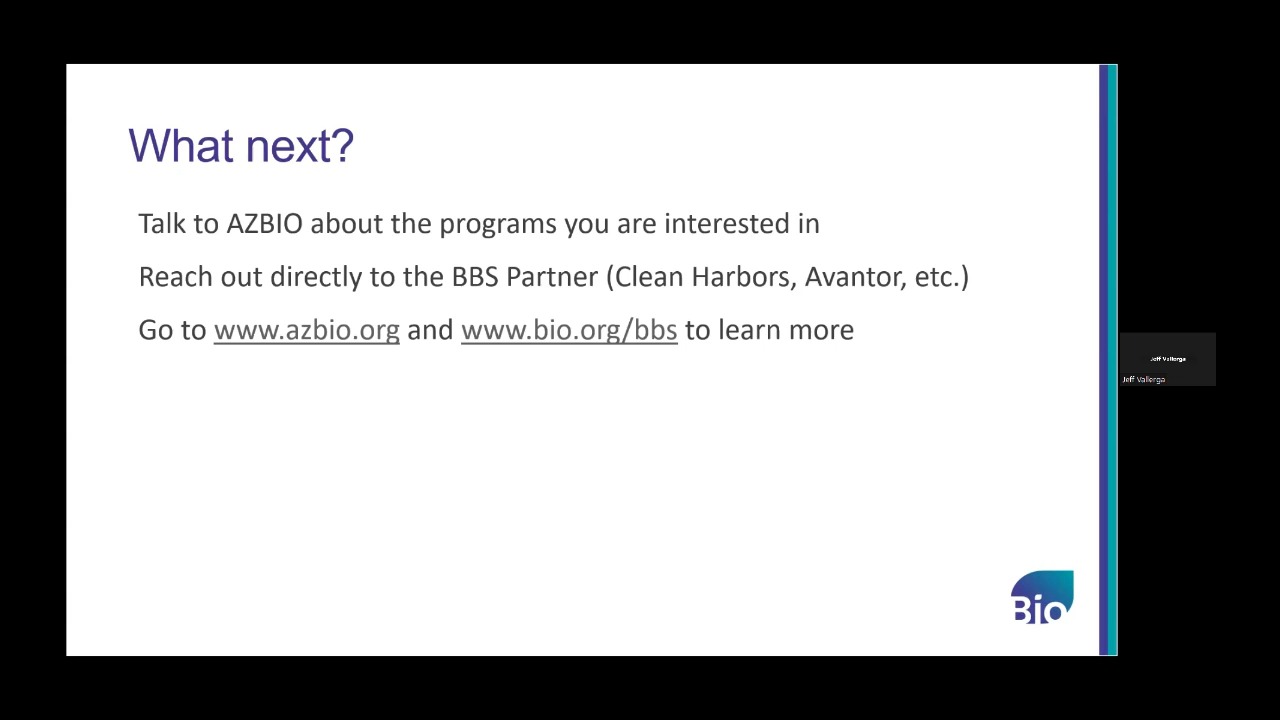 What next?
Talk to AZBIO about the programs you are interested in
Reach out directly to the BBS Partner (Clean Harbors, Avantor, etc.)
Go to www.azbio.org and www.bio.org/bbs to learn more
Jeff Vallerga
Jeff Vallerga
Bio